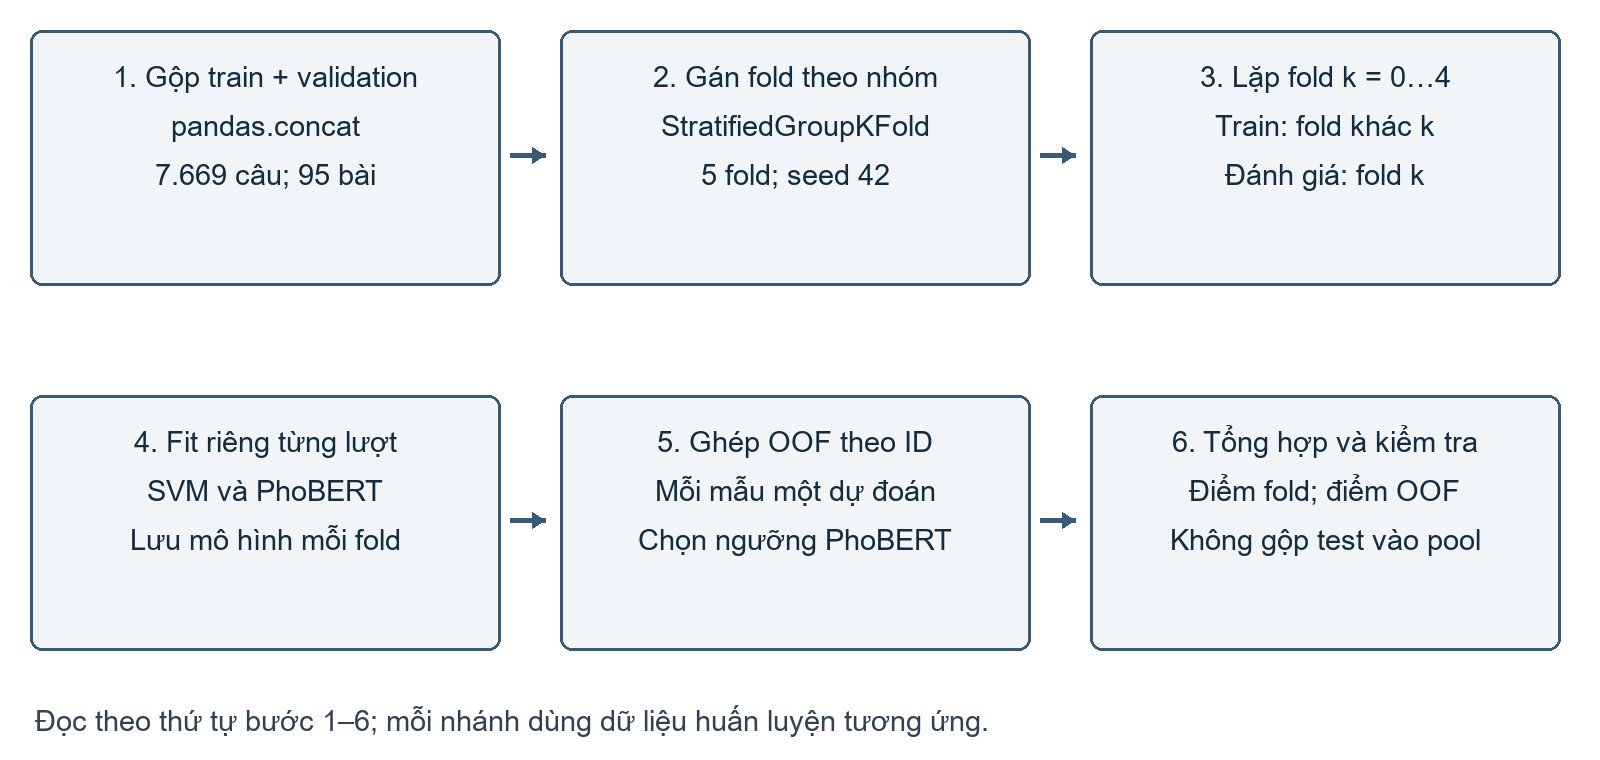 1. Gộp train + validation
pandas.concat
7.669 câu; 95 bài
2. Gán fold theo nhóm
StratifiedGroupKFold
5 fold; seed 42
3. Lặp fold k = 0…4
Train: fold khác k
Đánh giá: fold k
4. Fit riêng từng lượt
SVM và PhoBERT
Lưu mô hình mỗi fold
5. Ghép OOF theo ID
Mỗi mẫu một dự đoán
Chọn ngưỡng PhoBERT
6. Tổng hợp và kiểm tra
Điểm fold; điểm OOF
Không gộp test vào pool
Đọc theo thứ tự bước 1–6; mỗi nhánh dùng dữ liệu huấn luyện tương ứng.